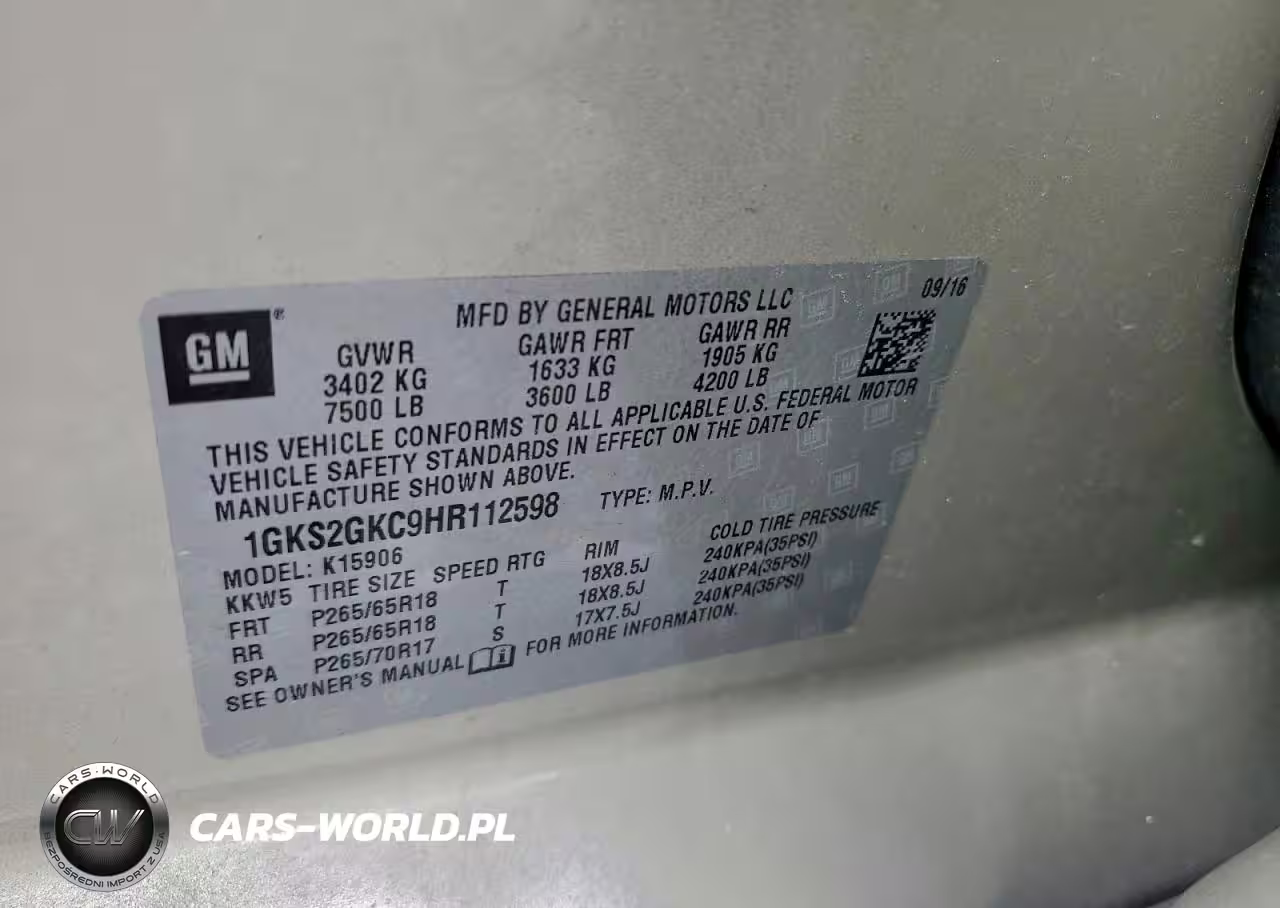 MFD BY GENERAL MOTORS LLC 09/16
GM ®
GVWR GAWR FRT GAWR RR
3402 KG 1633 KG 1905 KG
7500 LB 3600 LB 4200 LB
THIS VEHICLE CONFORMS TO ALL APPLICABLE U.S. FEDERAL MOTOR
VEHICLE SAFETY STANDARDS IN EFFECT ON THE DATE OF
MANUFACTURE SHOWN ABOVE.
1GKS2GKC9HR112598 TYPE: M.P.V.
MODEL: K15906
KKW5 TIRE SIZE SPEED RTG RIM COLD TIRE PRESSURE
FRT P265/65R18 T 18X8.5J 240KPA(35PSI)
RR P265/65R18 T 18X8.5J 240KPA(35PSI)
SPA P265/70R17 S 17X7.5J 240KPA(35PSI)
SEE OWNER'S MANUAL i FOR MORE INFORMATION.
CARS-WORLD
CW
BEZPOŚREDNI IMPORT Z USA
CARS-WORLD.PL